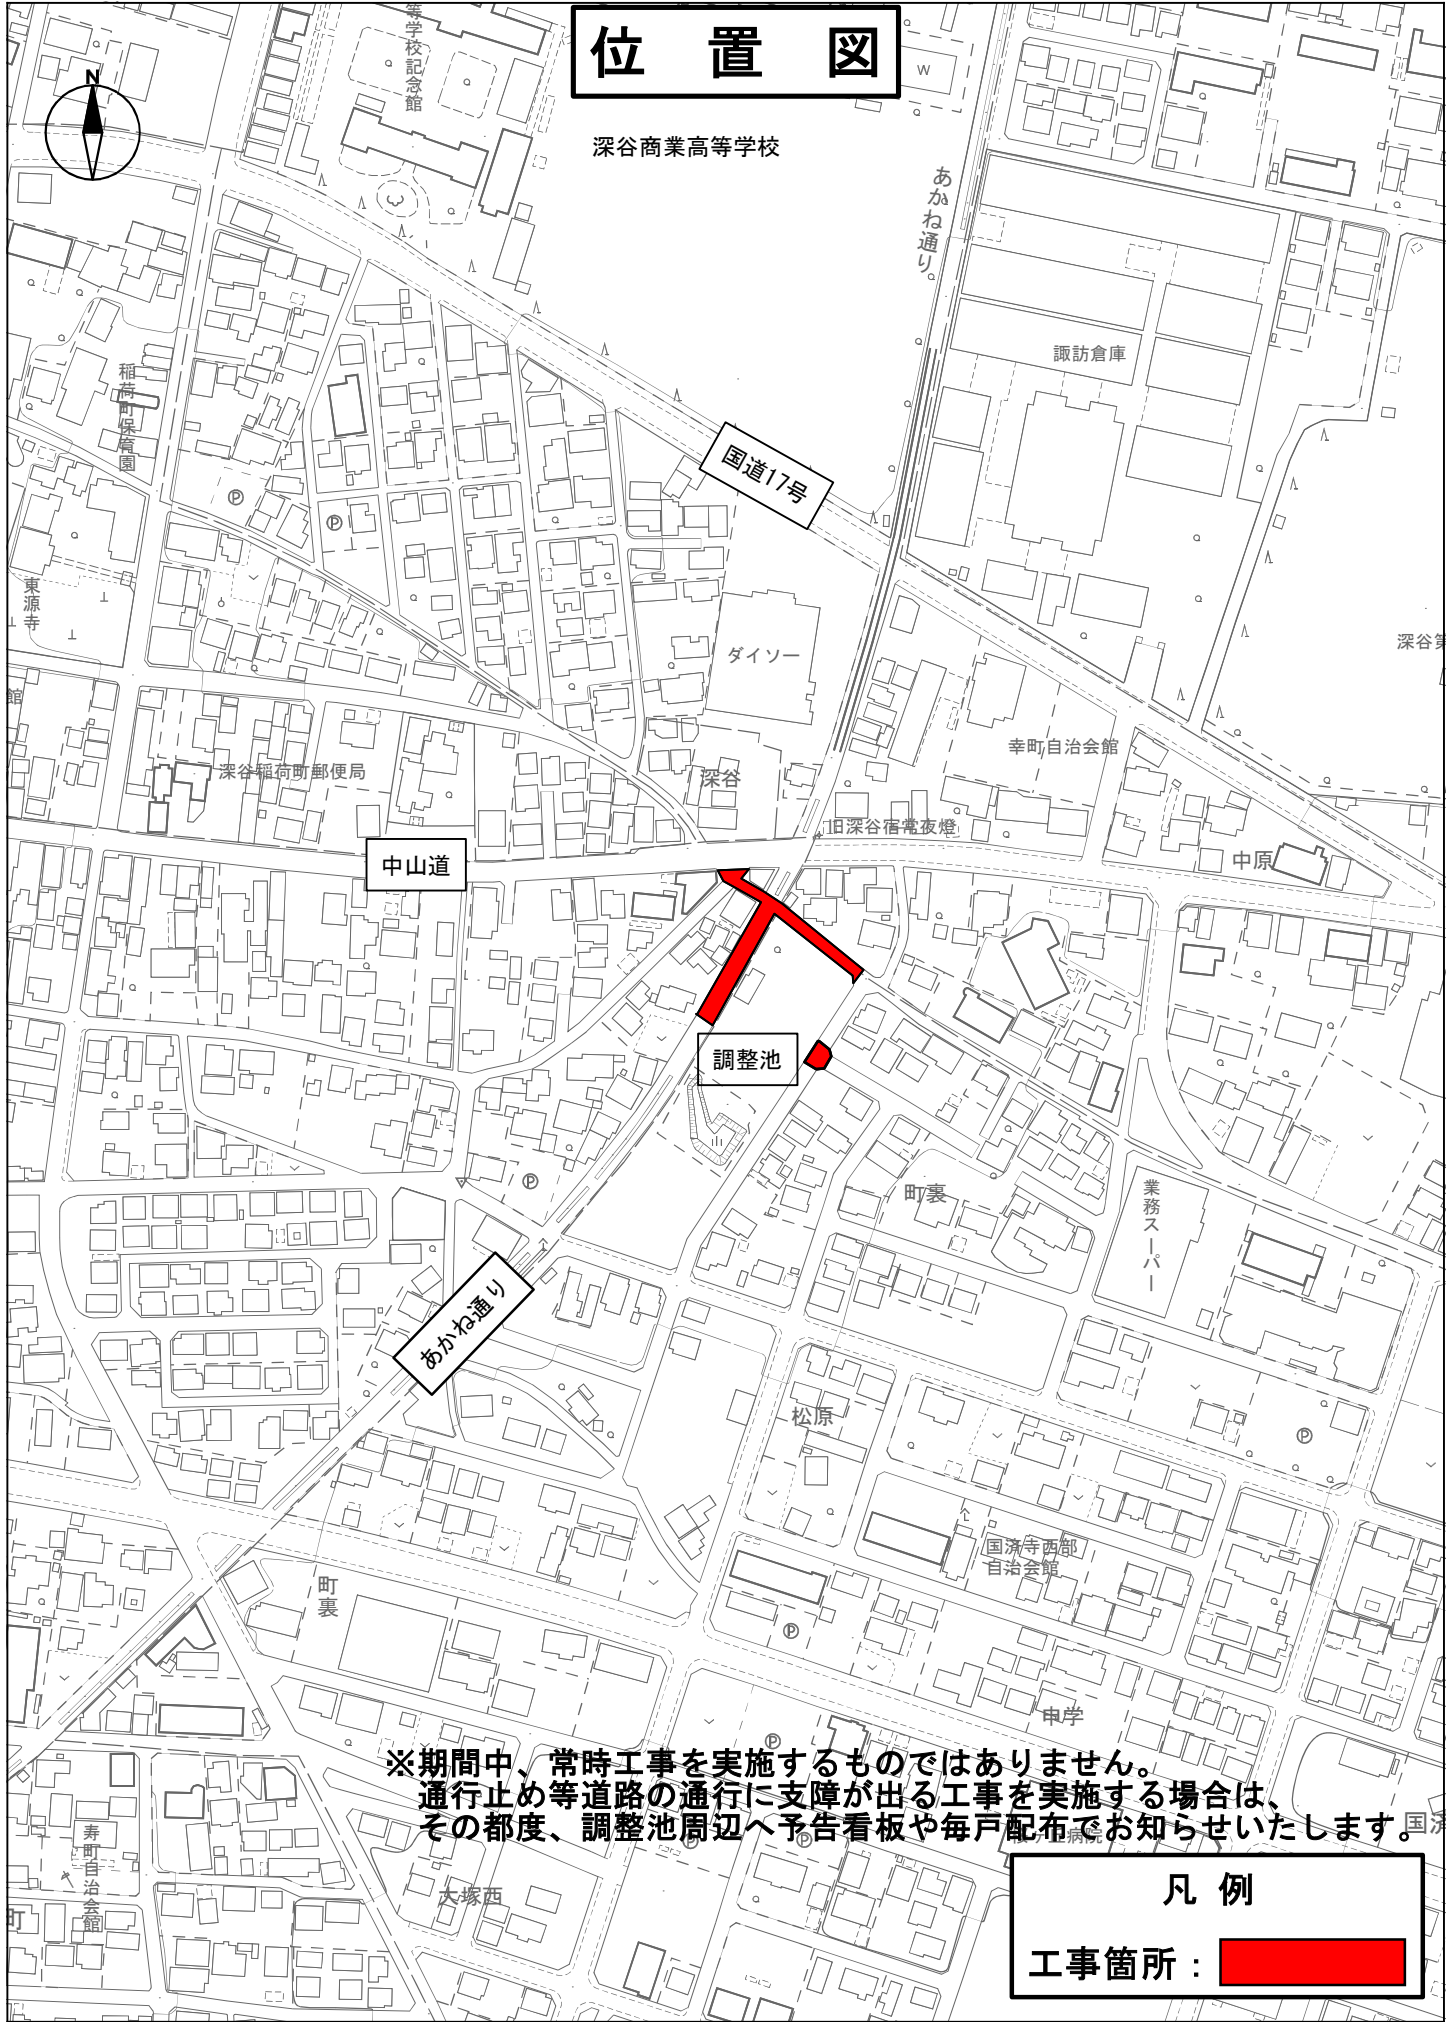 位置図
等学校記念館
N
W
深谷商業高等学校
あかね通り
諏訪倉庫
稲荷町保育園
国道17号
東源寺
ダイソー
深谷第
館
幸町自治会館
深谷稲荷町郵便局
深谷
旧深谷宿常夜燈
中山道
中原
調整池
町裏
業務スーパー
あかね通り
松原
国済寺西部
自治会館
町裏
中学
※期間中、常時工事を実施するものではありません。
通行止め等道路の通行に支障が出る工事を実施する場合は、
その都度、調整池周辺へ予告看板や毎戸配布でお知らせいたします。
国済
寿町自治会館
町
大塚西
凡例
工事箇所：